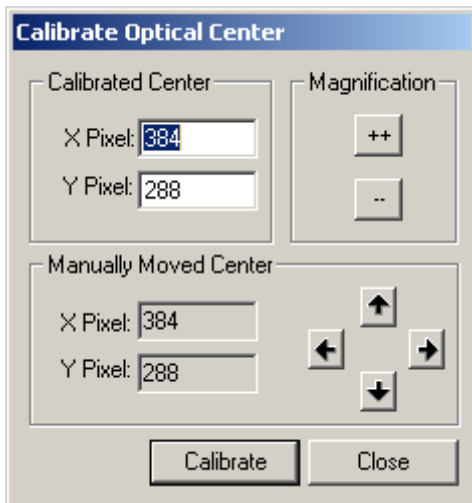 Calibrate Optical Center
Calibrated Center
X Pixel: 384
Y Pixel: 288
Magnification
++
--
Manually Moved Center
X Pixel: 384
Y Pixel: 288
Calibrate
Close